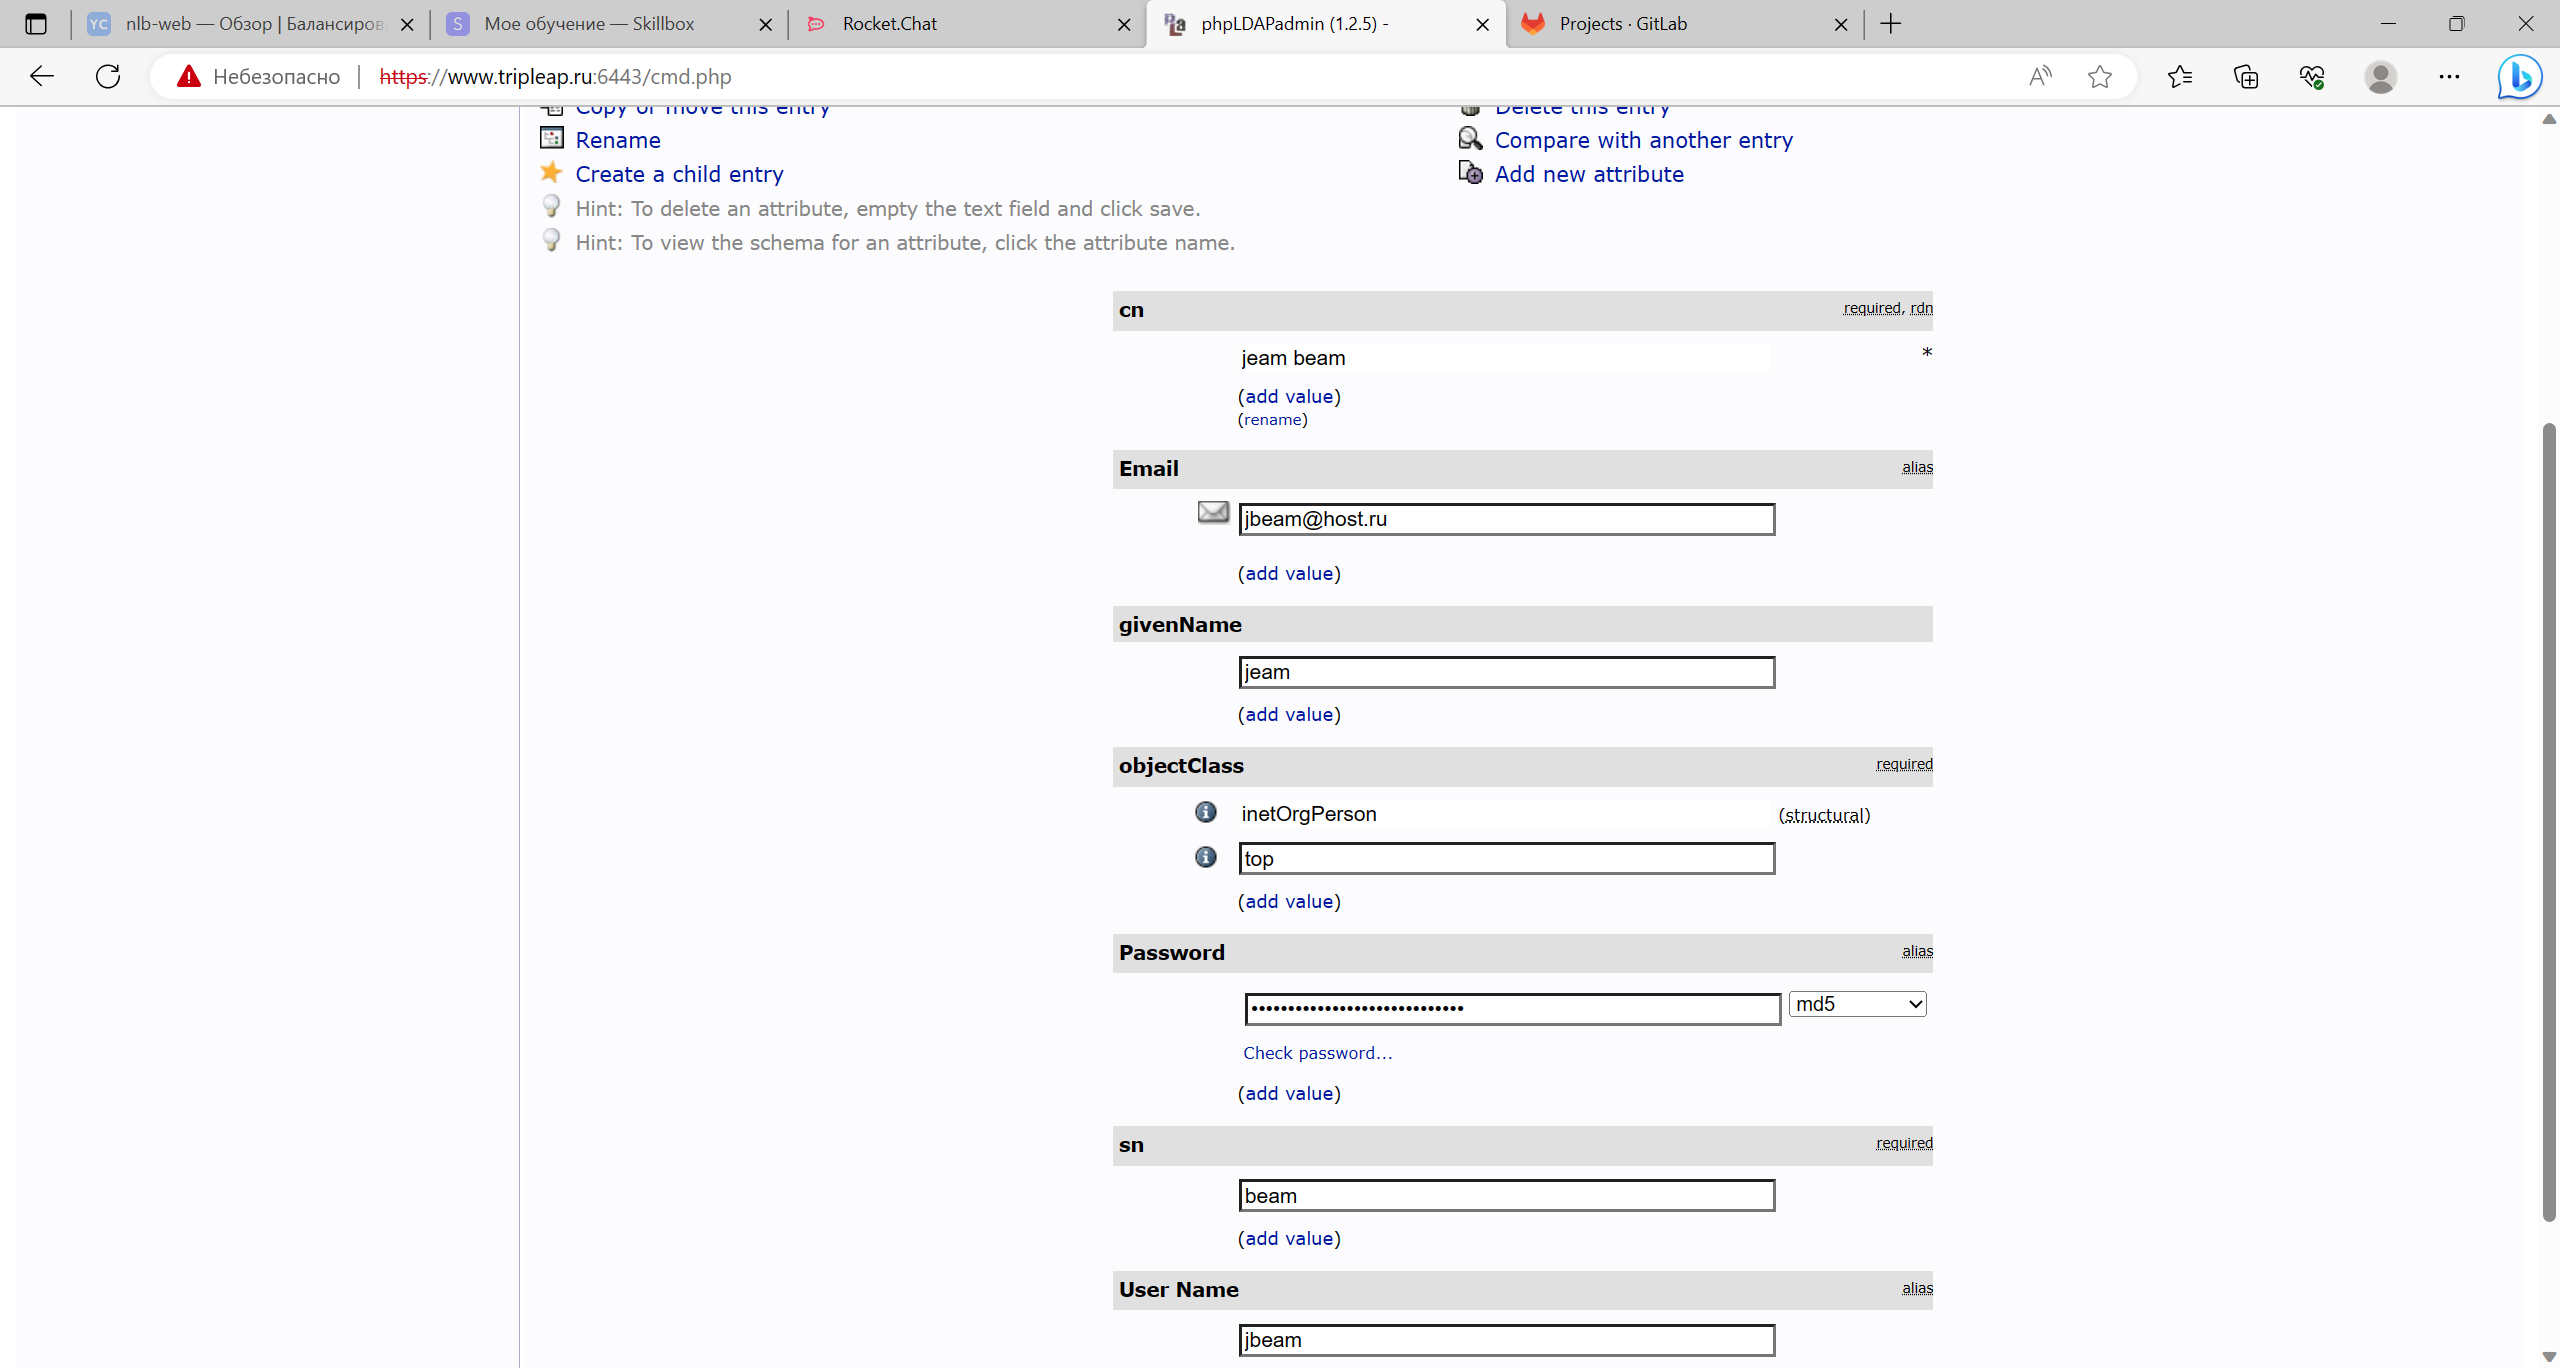 nlb-web — Обзор | Балансиров
Мое обучение — Skillbox
Rocket.Chat
phpLDAPadmin (1.2.5) -
Projects · GitLab
Небезопасно
https://www.tripleap.ru:6443/cmd.php
Copy or move this entry
Delete this entry
Rename
Compare with another entry
Create a child entry
Add new attribute
Hint: To delete an attribute, empty the text field and click save.
Hint: To view the schema for an attribute, click the attribute name.
cn
required, rdn
jeam beam
*
(add value)
(rename)
Email
alias
jbeam@host.ru
(add value)
givenName
jeam
(add value)
objectClass
required
inetOrgPerson
(structural)
top
(add value)
Password
alias
•••••••••••••••••••••••••••••
md5
Check password...
(add value)
sn
required
beam
(add value)
User Name
alias
jbeam